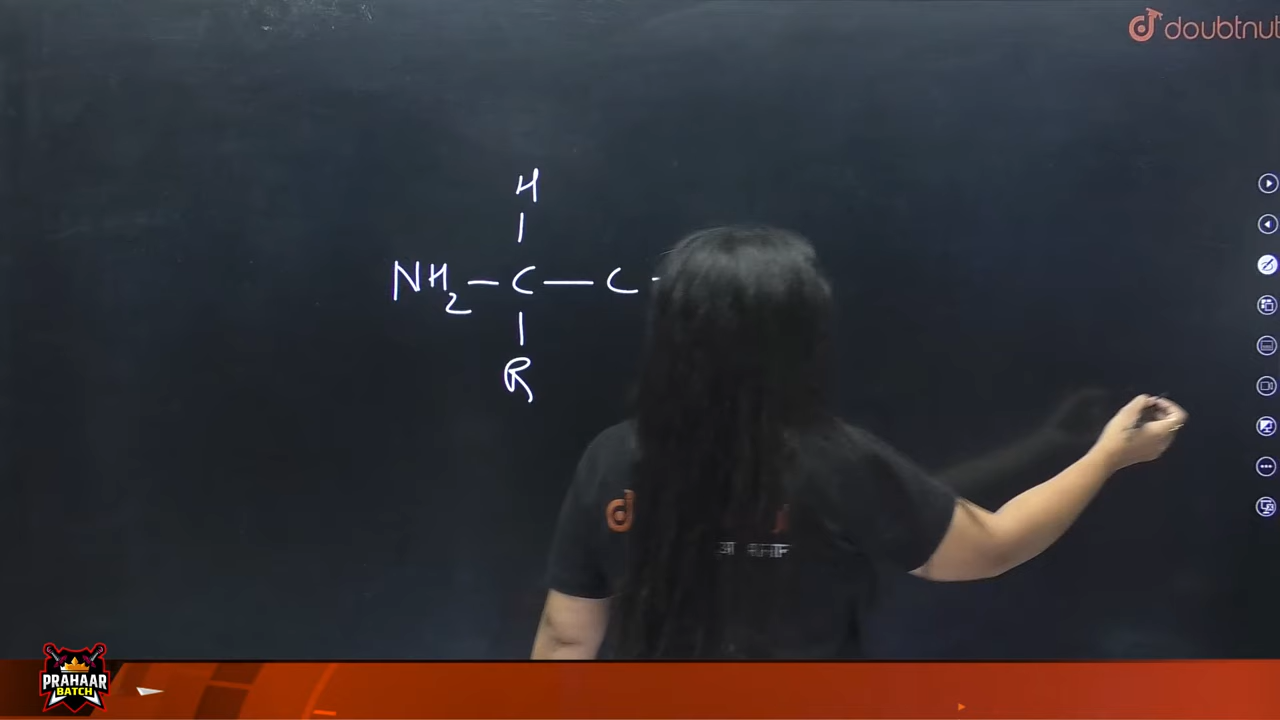 doubtnut
H
|
NH₂ — C — C -
|
R
d
PRAHAAR
BATCH